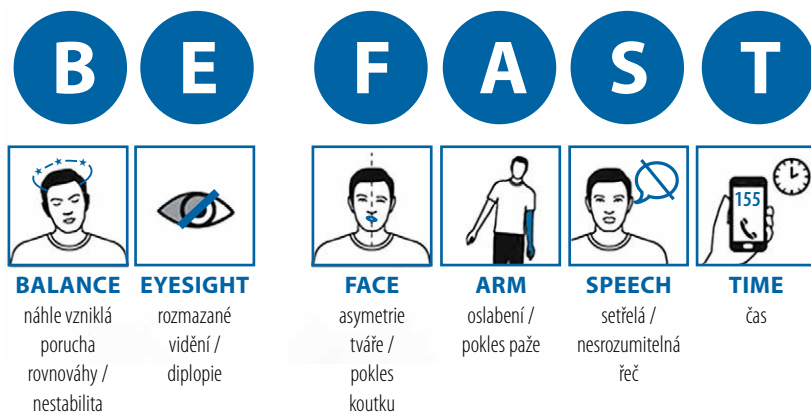 B E F A S T
155
BALANCE
náhle vzniklá
porucha
rovnováhy /
nestabilita
EYESIGHT
rozmazané
vidění /
diplopie
FACE
asymetrie
tváře /
pokles
koutku
ARM
oslabení /
pokles paže
SPEECH
setřelá /
nesrozumitelná
řeč
TIME
čas